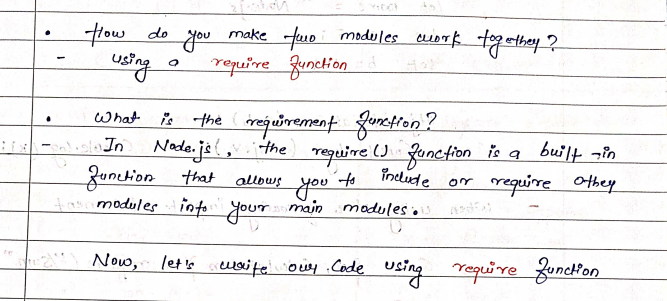 • How do you make two modules work together?
- using a require function
• What is the requirement function?
- In Node.js, the require() function is a built-in
function that allows you to include or require other
modules into your main modules.
Now, let's write our Code using require function